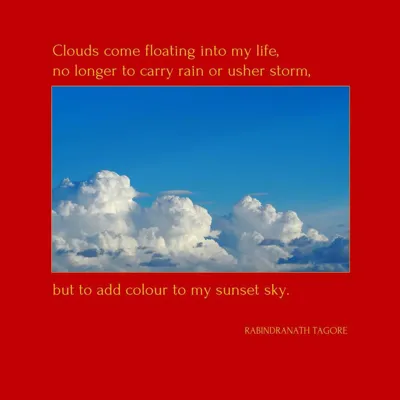 Clouds come floating into my life,
no longer to carry rain or usher storm,
but to add colour to my sunset sky.
RABINDRANATH TAGORE